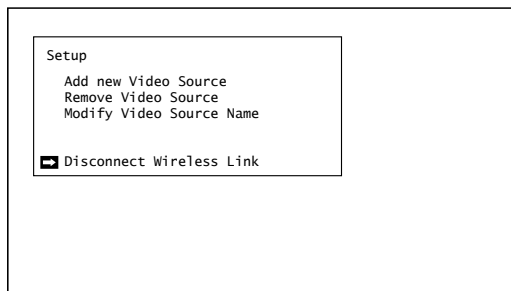 Setup
Add new Video Source
Remove Video Source
Modify Video Source Name
Disconnect Wireless Link